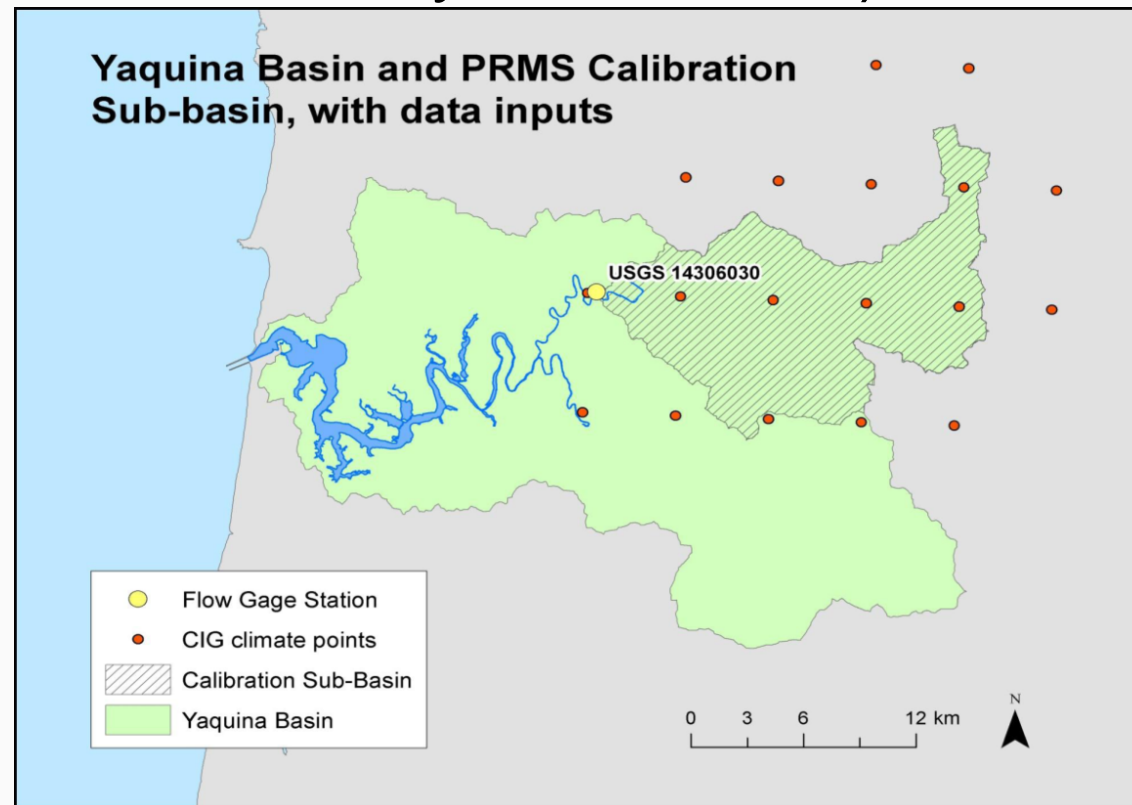 Yaquina Basin and PRMS Calibration
Sub-basin, with data inputs
USGS 14306030
Flow Gage Station
CIG climate points
Calibration Sub-Basin
Yaquina Basin
0 3 6 12 km
N